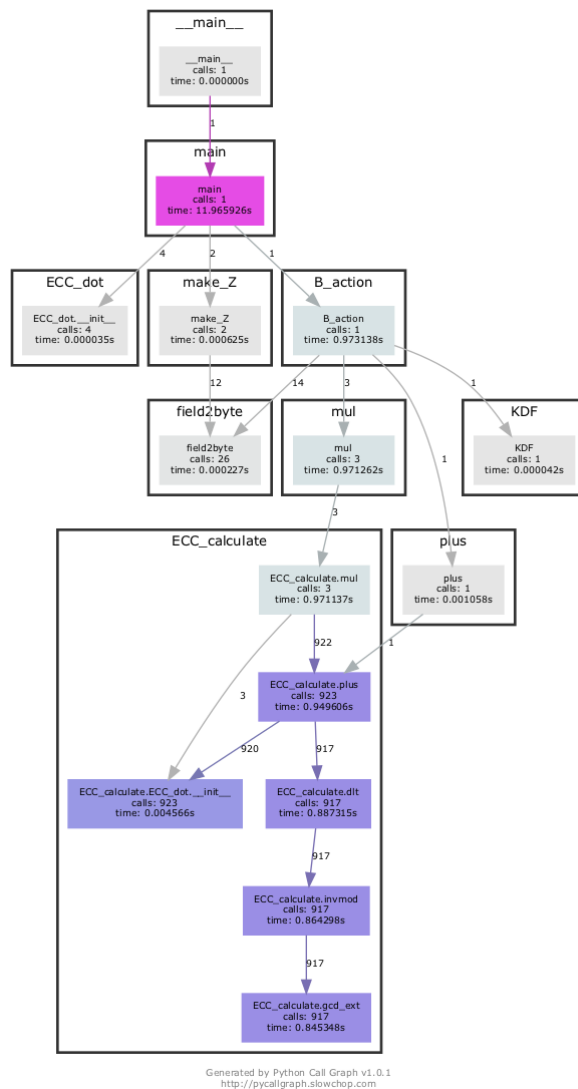 __main__
__main__
calls: 1
time: 0.000000s
1
main
main
calls: 1
time: 11.965926s
4
2
1
ECC_dot
make_Z
B_action
ECC_dot.__init__
calls: 4
time: 0.000035s
make_Z
calls: 2
time: 0.000625s
B_action
calls: 1
time: 0.973138s
12
14
3
1
1
field2byte
mul
KDF
field2byte
calls: 26
time: 0.000227s
mul
calls: 3
time: 0.971262s
KDF
calls: 1
time: 0.000042s
3
ECC_calculate
plus
ECC_calculate.mul
calls: 3
time: 0.971137s
plus
calls: 1
time: 0.001058s
922
1
3
ECC_calculate.plus
calls: 923
time: 0.949606s
920
917
ECC_calculate.ECC_dot.__init__
calls: 923
time: 0.004566s
ECC_calculate.dlt
calls: 917
time: 0.887315s
917
ECC_calculate.invmod
calls: 917
time: 0.864298s
917
ECC_calculate.gcd_ext
calls: 917
time: 0.845348s
Generated by Python Call Graph v1.0.1
http://pycallgraph.slowchop.com